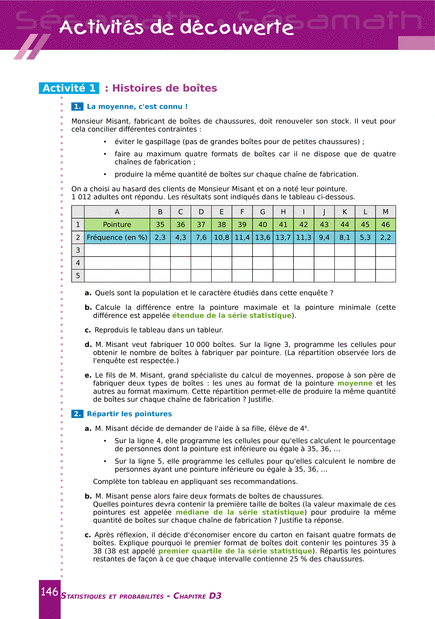 Sésamath Sésamath
Activités de découverte
Activité 1 : Histoires de boîtes
1. La moyenne, c'est connu !
Monsieur Misant, fabricant de boîtes de chaussures, doit renouveler son stock. Il veut pour
cela concilier différentes contraintes :
• éviter le gaspillage (pas de grandes boîtes pour de petites chaussures) ;
• faire au maximum quatre formats de boîtes car il ne dispose que de quatre
chaînes de fabrication ;
• produire la même quantité de boîtes sur chaque chaîne de fabrication.
On a choisi au hasard des clients de Monsieur Misant et on a noté leur pointure.
1 012 adultes ont répondu. Les résultats sont indiqués dans le tableau ci-dessous.
A B C D E F G H I J K L M
1 Pointure 35 36 37 38 39 40 41 42 43 44 45 46
2 Fréquence (en %) 2,3 4,3 7,6 10,8 11,4 13,6 13,7 11,3 9,4 8,1 5,3 2,2
3
4
5
a. Quels sont la population et le caractère étudiés dans cette enquête ?
b. Calcule la différence entre la pointure maximale et la pointure minimale (cette
différence est appelée étendue de la série statistique).
c. Reproduis le tableau dans un tableur.
d. M. Misant veut fabriquer 10 000 boîtes. Sur la ligne 3, programme les cellules pour
obtenir le nombre de boîtes à fabriquer par pointure. (La répartition observée lors de
l'enquête est respectée.)
e. Le fils de M. Misant, grand spécialiste du calcul de moyennes, propose à son père de
fabriquer deux types de boîtes : les unes au format de la pointure moyenne et les
autres au format maximum. Cette répartition permet-elle de produire la même quantité
de boîtes sur chaque chaîne de fabrication ? Justifie.
2. Répartir les pointures
a. M. Misant décide de demander de l'aide à sa fille, élève de 4e.
• Sur la ligne 4, elle programme les cellules pour qu'elles calculent le pourcentage
de personnes dont la pointure est inférieure ou égale à 35, 36, ...
• Sur la ligne 5, elle programme les cellules pour qu'elles calculent le nombre de
personnes ayant une pointure inférieure ou égale à 35, 36, ...
Complète ton tableau en appliquant ses recommandations.
b. M. Misant pense alors faire deux formats de boîtes de chaussures.
Quelles pointures devra contenir la première taille de boîtes (la valeur maximale de ces
pointures est appelée médiane de la série statistique) pour produire la même
quantité de boîtes sur chaque chaîne de fabrication ? Justifie ta réponse.
c. Après réflexion, il décide d'économiser encore du carton en faisant quatre formats de
boîtes. Explique pourquoi le premier format de boîtes doit contenir les pointures 35 à
38 (38 est appelé premier quartile de la série statistique). Répartis les pointures
restantes de façon à ce que chaque intervalle contienne 25 % des chaussures.
146 Statistiques et probabilités - Chapitre D3